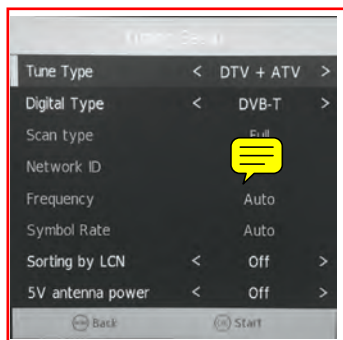 Tune Type < DTV + ATV >
Digital Type < DVB-T >
Scan type Full
Network ID
Frequency Auto
Symbol Rate Auto
Sorting by LCN < Off >
5V antenna power < Off >
Back Start